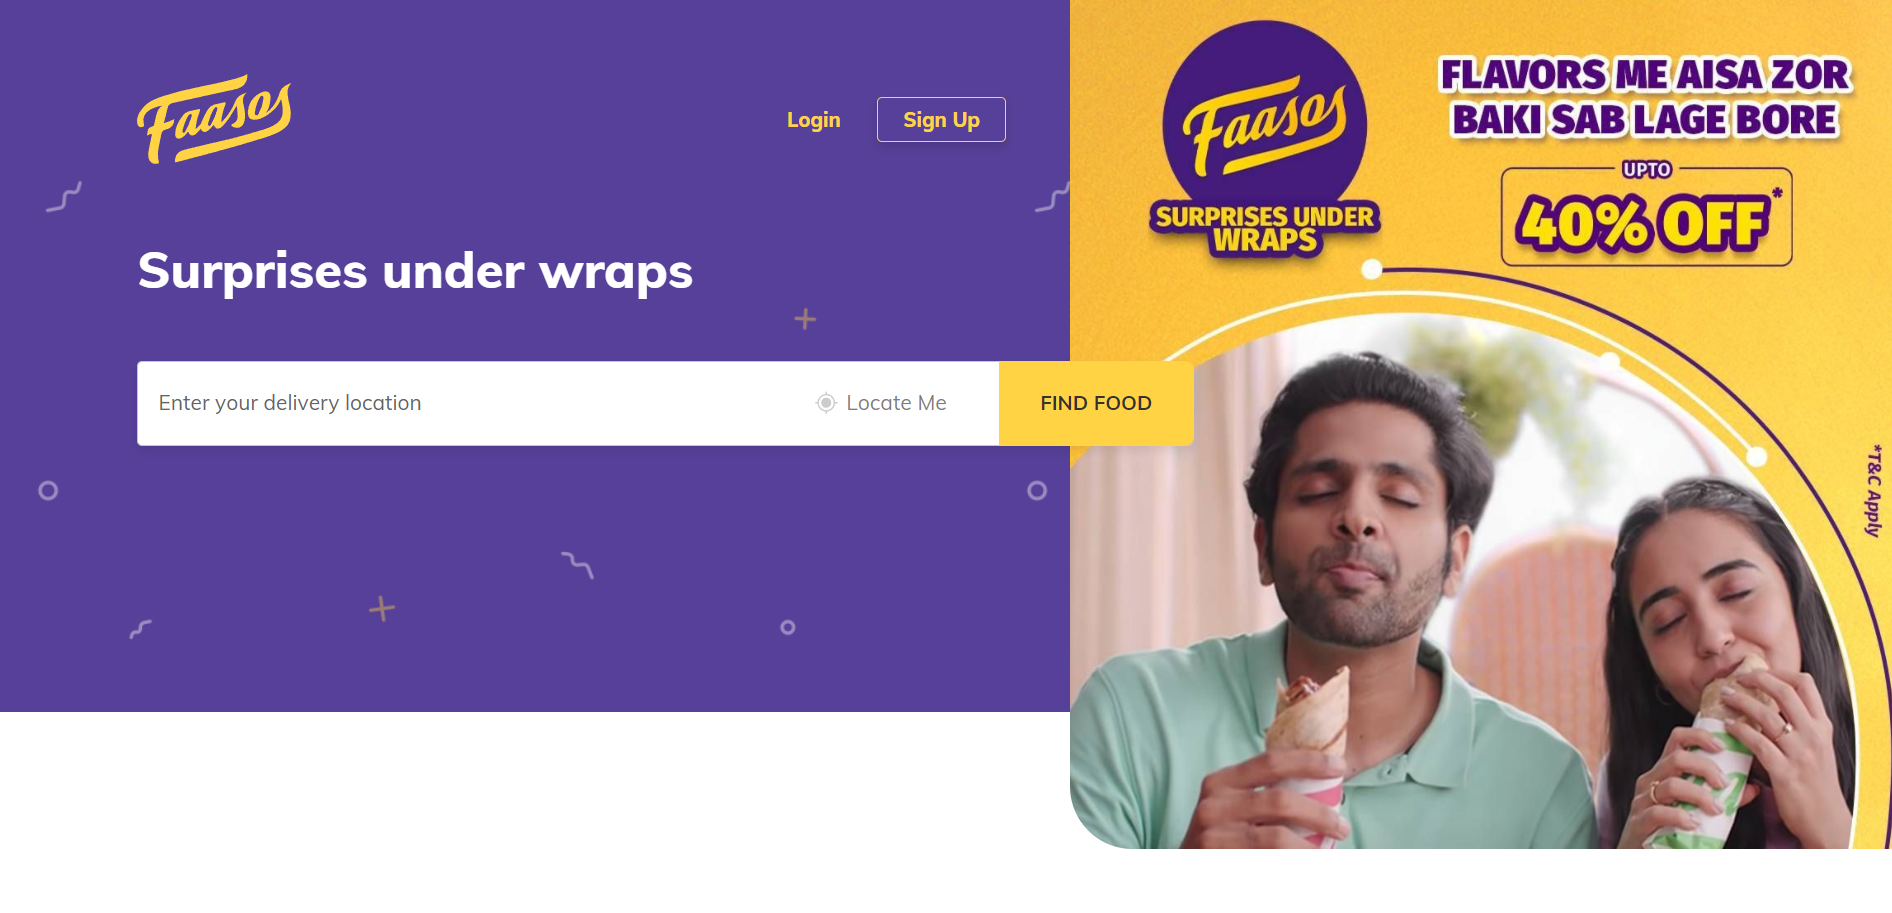 Faasos
Login
Sign Up
Surprises under wraps
Enter your delivery location
Locate Me
FIND FOOD
Faasos
SURPRISES UNDER
WRAPS
FLAVORS ME AISA ZOR
BAKI SAB LAGE BORE
UPTO
40% OFF*
*T&C Apply